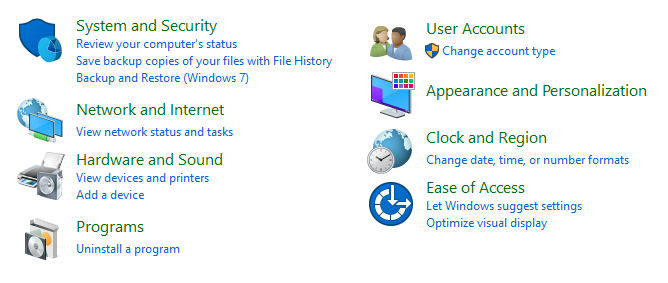 System and Security
Review your computer's status
Save backup copies of your files with File History
Backup and Restore (Windows 7)
Network and Internet
View network status and tasks
Hardware and Sound
View devices and printers
Add a device
Programs
Uninstall a program
User Accounts
Change account type
Appearance and Personalization
Clock and Region
Change date, time, or number formats
Ease of Access
Let Windows suggest settings
Optimize visual display